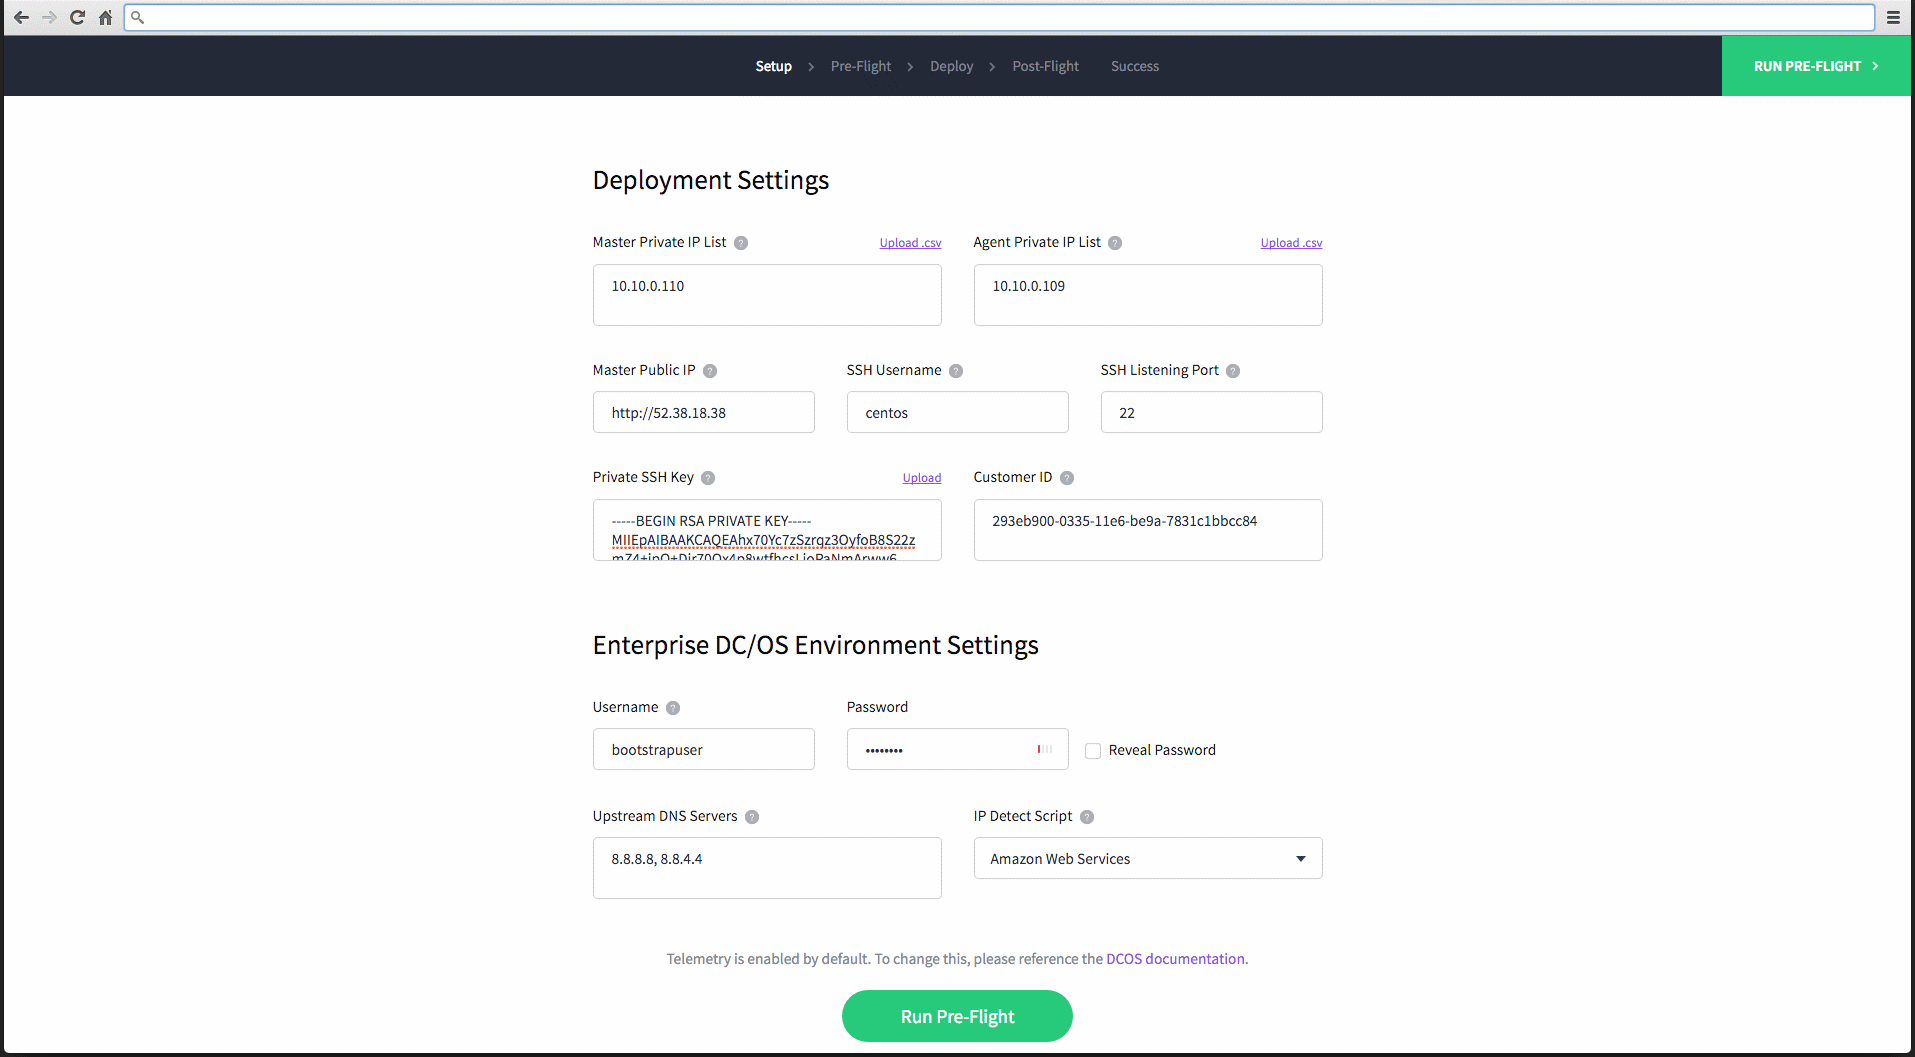 Setup > Pre-Flight > Deploy > Post-Flight Success
RUN PRE-FLIGHT >
Deployment Settings
Master Private IP List ? Upload .csv Agent Private IP List ? Upload .csv
10.10.0.110 10.10.0.109
Master Public IP ? SSH Username ? SSH Listening Port ?
http://52.38.18.38 centos 22
Private SSH Key ? Upload Customer ID ?
-----BEGIN RSA PRIVATE KEY----- 293eb900-0335-11e6-be9a-7831c1bbcc84
MIIEpAIBAAKCAQEAhx70Yc7zSzrqz3OyfoB8S22z
Enterprise DC/OS Environment Settings
Username ? Password
bootstrapuser •••••••• Reveal Password
Upstream DNS Servers ? IP Detect Script ?
8.8.8.8, 8.8.4.4 Amazon Web Services
Telemetry is enabled by default. To change this, please reference the DCOS documentation.
Run Pre-Flight